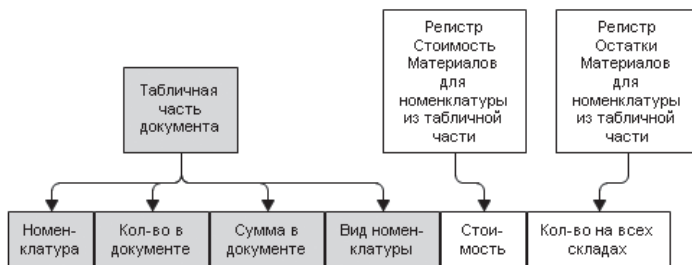 Табличная
часть
документа
Регистр
Стоимость
Материалов
для
номенклатуры
из табличной
части
Регистр
Остатки
Материалов
для
номенклатуры
из табличной
части
Номен-
клатура
Кол-во в
документе
Сумма в
документе
Вид номен-
клатуры
Стои-
мость
Кол-во на всех
складах